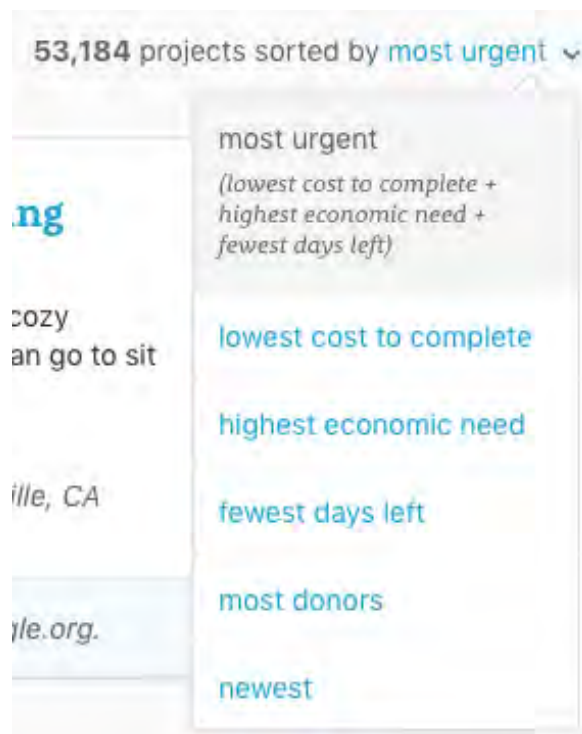 53,184 projects sorted by most urgent
most urgent
(lowest cost to complete +
highest economic need +
fewest days left)
ng
cozy
an go to sit
lowest cost to complete
highest economic need
ille, CA
fewest days left
most donors
gle.org.
newest